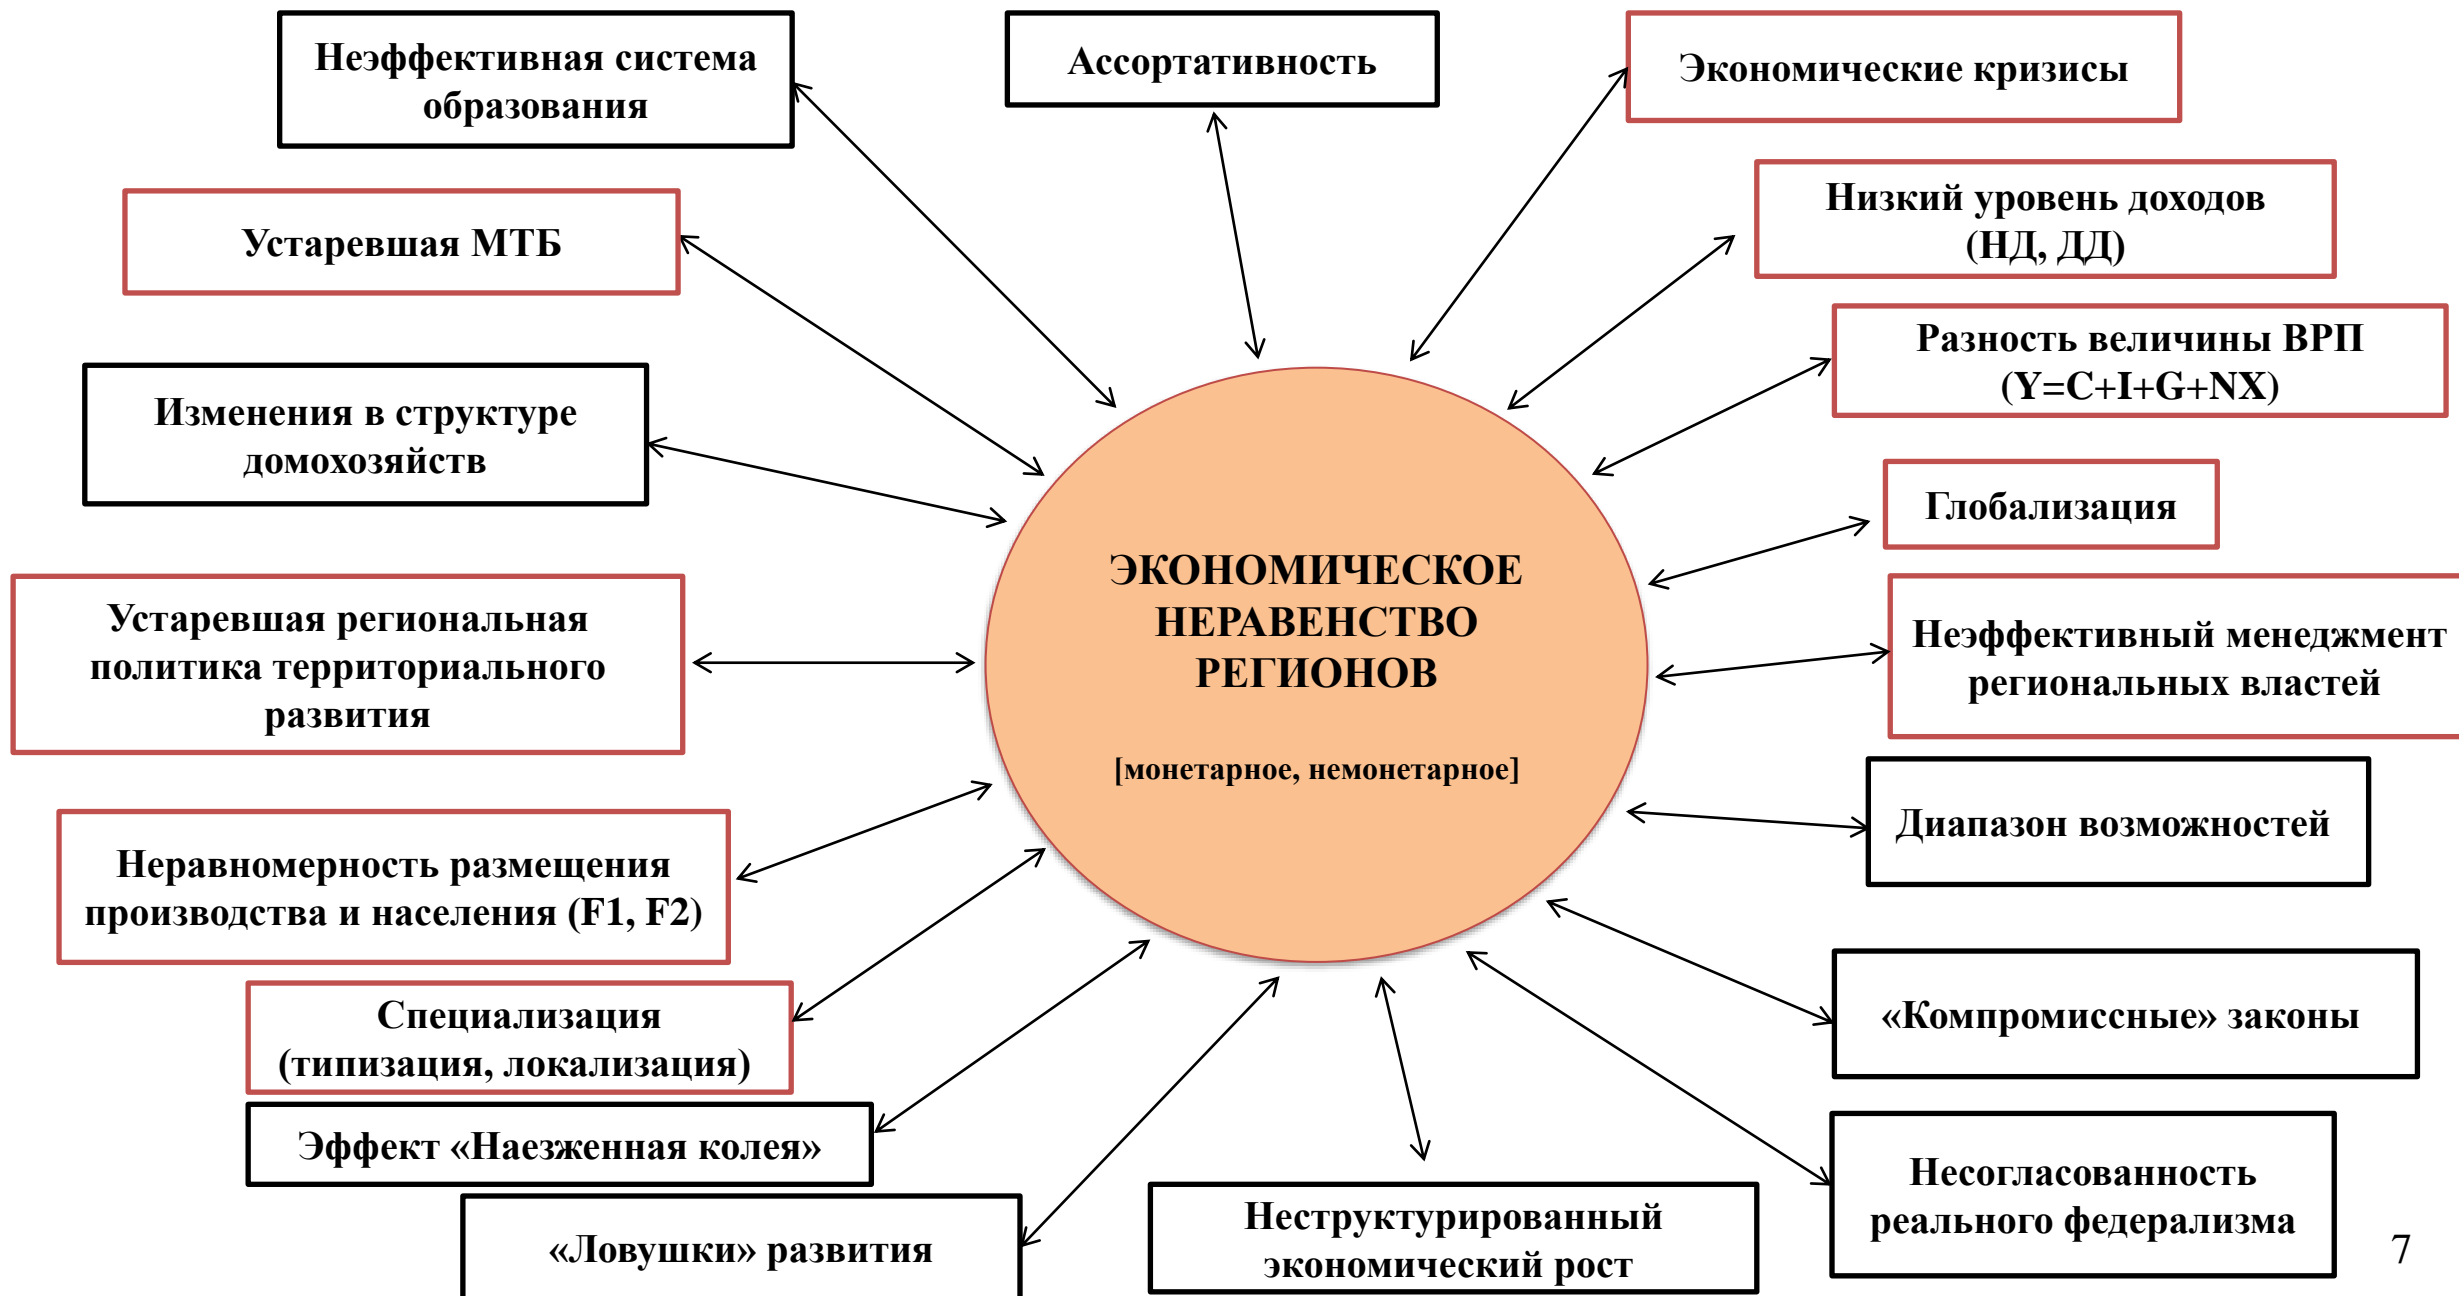 Неэффективная система
образования
Ассортативность
Экономические кризисы
Устаревшая МТБ
Низкий уровень доходов
(НД, ДД)
Разность величины ВРП
(Y=C+I+G+NX)
Изменения в структуре
домохозяйств
Глобализация
ЭКОНОМИЧЕСКОЕ
НЕРАВЕНСТВО
РЕГИОНОВ
[монетарное, немонетарное]
Устаревшая региональная
политика территориального
развития
Неэффективный менеджмент
региональных властей
Неравномерность размещения
производства и населения (F1, F2)
Диапазон возможностей
Специализация
(типизация, локализация)
«Компромиссные» законы
Эффект «Наезженная колея»
Несогласованность
реального федерализма
«Ловушки» развития
Неструктурированный
экономический рост
7